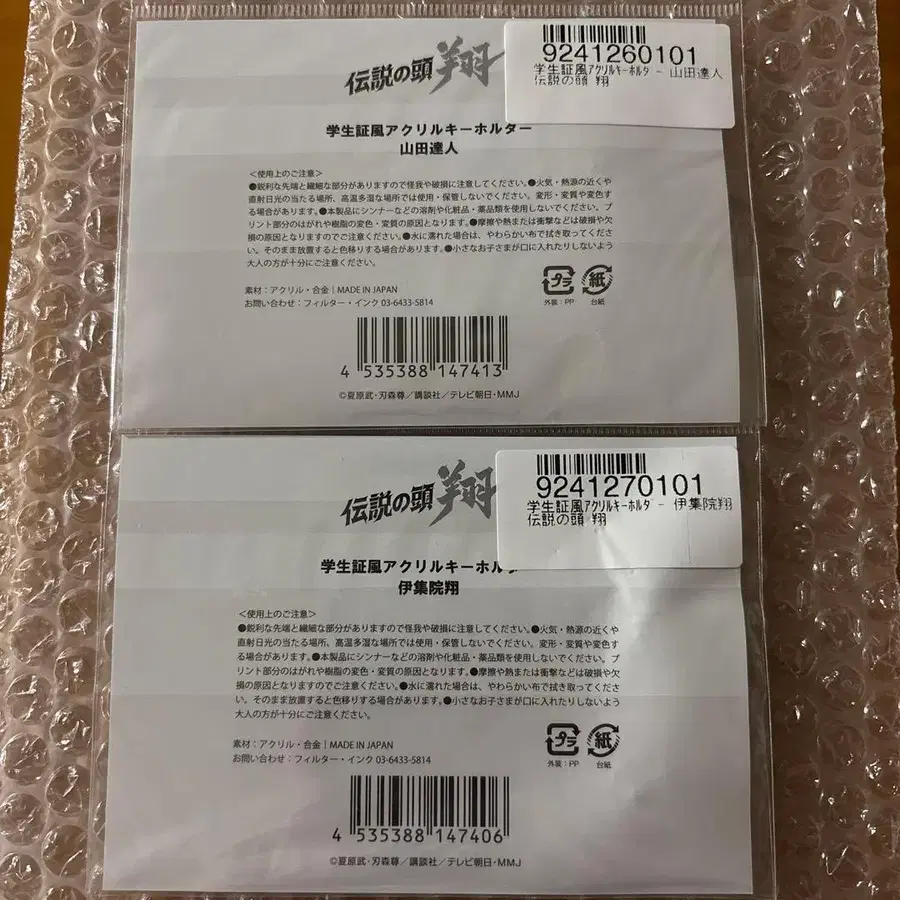 伝説の頭 翔
9241260101
学生証風アクリルキーホルダ - 山田達人
伝説の頭 翔
学生証風アクリルキーホルダー
山田達人
＜使用上のご注意＞
●鋭利な先端と繊細な部分がありますので怪我や破損に注意してください。●火気・熱源の近くや
直射日光の当たる場所、高温多湿な場所では使用・保管しないでください。変形・変質や変色す
る場合があります。●本製品にシンナーなどの溶剤や化粧品・薬品類を使用しないでください。プ
リント部分のはがれや樹脂の変色・変質の原因となります。●摩擦や熱または衝撃などは破損や欠
損の原因となりますのでご注意ください。●水に濡れた場合は、やわらかい布で拭き取ってくださ
い。そのまま放置すると色移りする場合があります。●小さなお子さまが口に入れたりしないよう
大人の方が十分にご注意ください。
プラ 紙
外装：PP 台紙
素材：アクリル・合金｜MADE IN JAPAN
お問い合わせ：フィルター・インク 03-6433-5814
4 535388 147413
©夏原武・刃森尊／講談社／テレビ朝日・MMJ
伝説の頭 翔
9241270101
学生証風アクリルキーホルダ - 伊集院翔
伝説の頭 翔
学生証風アクリルキーホルダ
伊集院翔
＜使用上のご注意＞
●鋭利な先端と繊細な部分がありますので怪我や破損に注意してください。●火気・熱源の近くや
直射日光の当たる場所、高温多湿な場所では使用・保管しないでください。変形・変質や変色す
る場合があります。●本製品にシンナーなどの溶剤や化粧品・薬品類を使用しないでください。プ
リント部分のはがれや樹脂の変色・変質の原因となります。●摩擦や熱または衝撃などは破損や欠
損の原因となりますのでご注意ください。●水に濡れた場合は、やわらかい布で拭き取ってくださ
い。そのまま放置すると色移りする場合があります。●小さなお子さまが口に入れたりしないよう
大人の方が十分にご注意ください。
プラ 紙
外装：PP 台紙
素材：アクリル・合金｜MADE IN JAPAN
お問い合わせ：フィルター・インク 03-6433-5814
4 535388 147406
©夏原武・刃森尊／講談社／テレビ朝日・MMJ